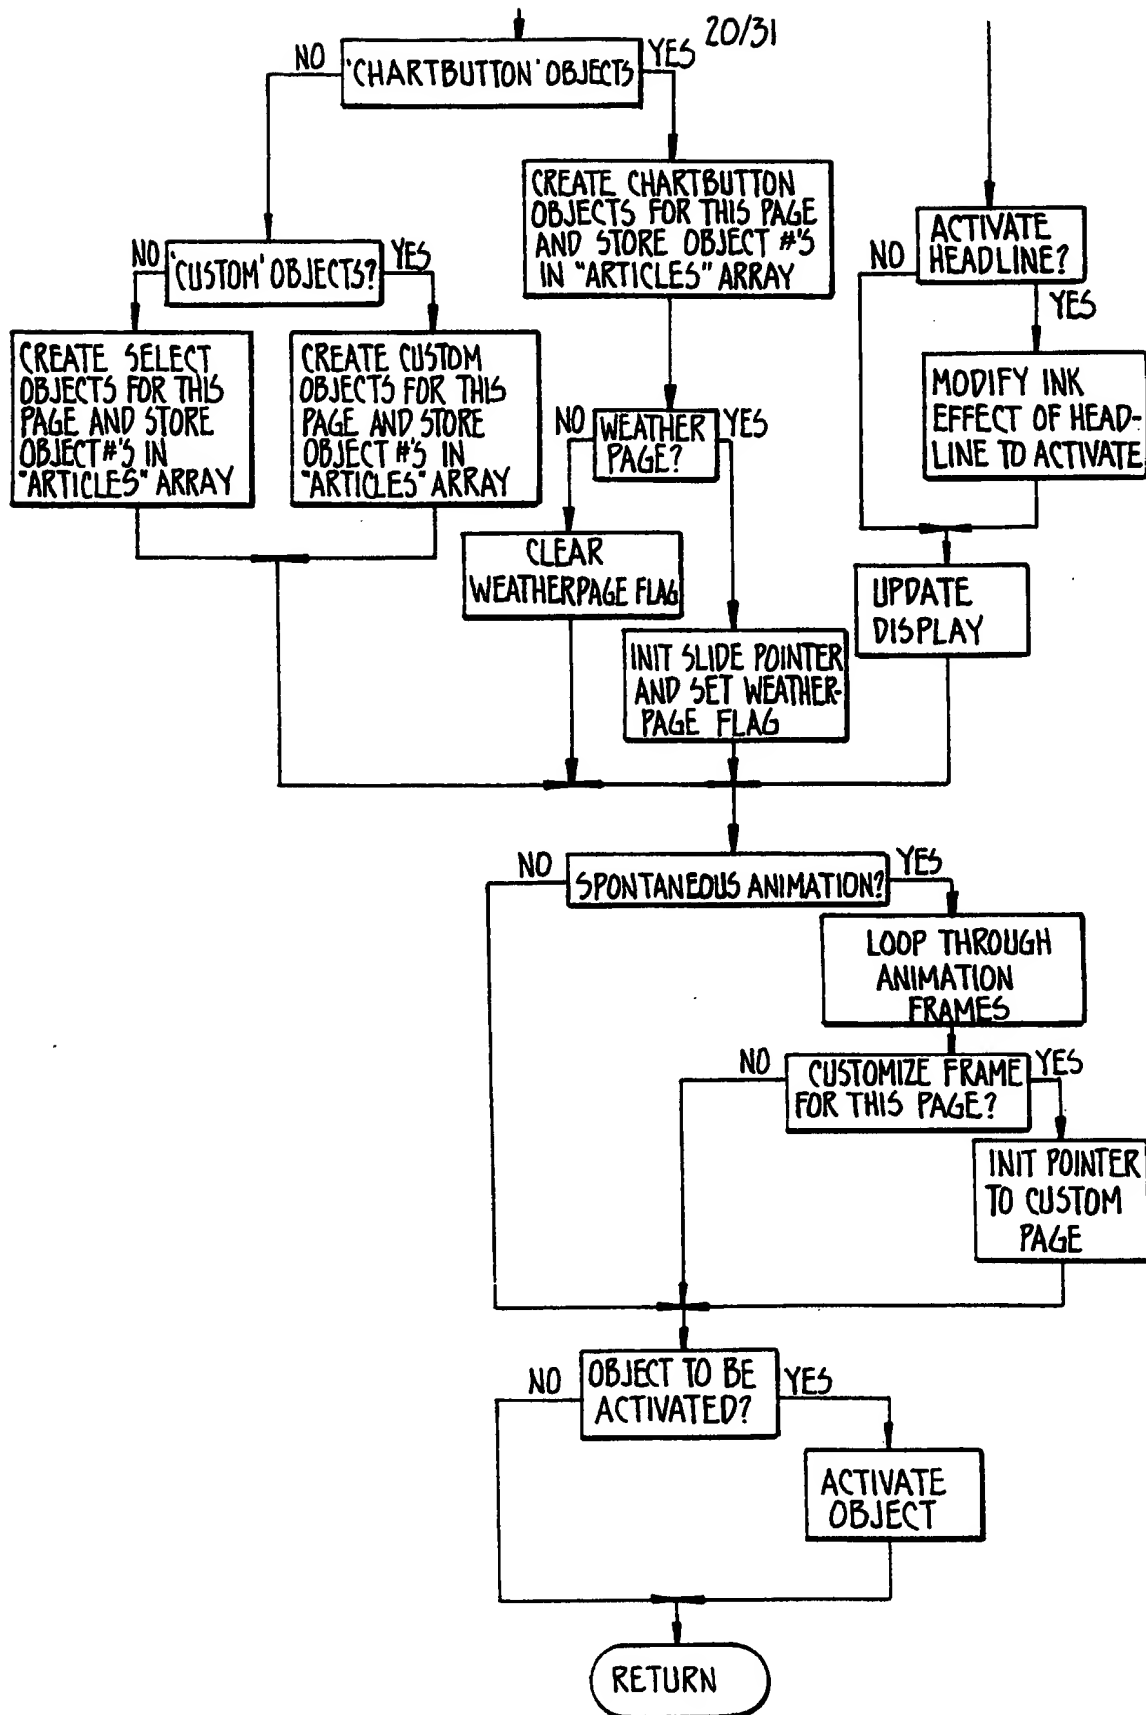 20/31
NO
'CHARTBUTTON' OBJECTS
YES
CREATE CHARTBUTTON
OBJECTS FOR THIS PAGE
AND STORE OBJECT #'S
IN "ARTICLES" ARRAY
NO
ACTIVATE
HEADLINE?
YES
MODIFY INK
EFFECT OF HEAD-
LINE TO ACTIVATE
NO
'CUSTOM' OBJECTS?
YES
CREATE SELECT
OBJECTS FOR THIS
PAGE AND STORE
OBJECT #'S IN
"ARTICLES" ARRAY
CREATE CUSTOM
OBJECTS FOR THIS
PAGE AND STORE
OBJECT #'S IN
"ARTICLES" ARRAY
NO
WEATHER
PAGE?
YES
CLEAR
WEATHERPAGE FLAG
INIT SLIDE POINTER
AND SET WEATHER-
PAGE FLAG
UPDATE
DISPLAY
NO
SPONTANEOUS ANIMATION?
YES
LOOP THROUGH
ANIMATION
FRAMES
NO
CUSTOMIZE FRAME
FOR THIS PAGE?
YES
INIT POINTER
TO CUSTOM
PAGE
NO
OBJECT TO BE
ACTIVATED?
YES
ACTIVATE
OBJECT
RETURN